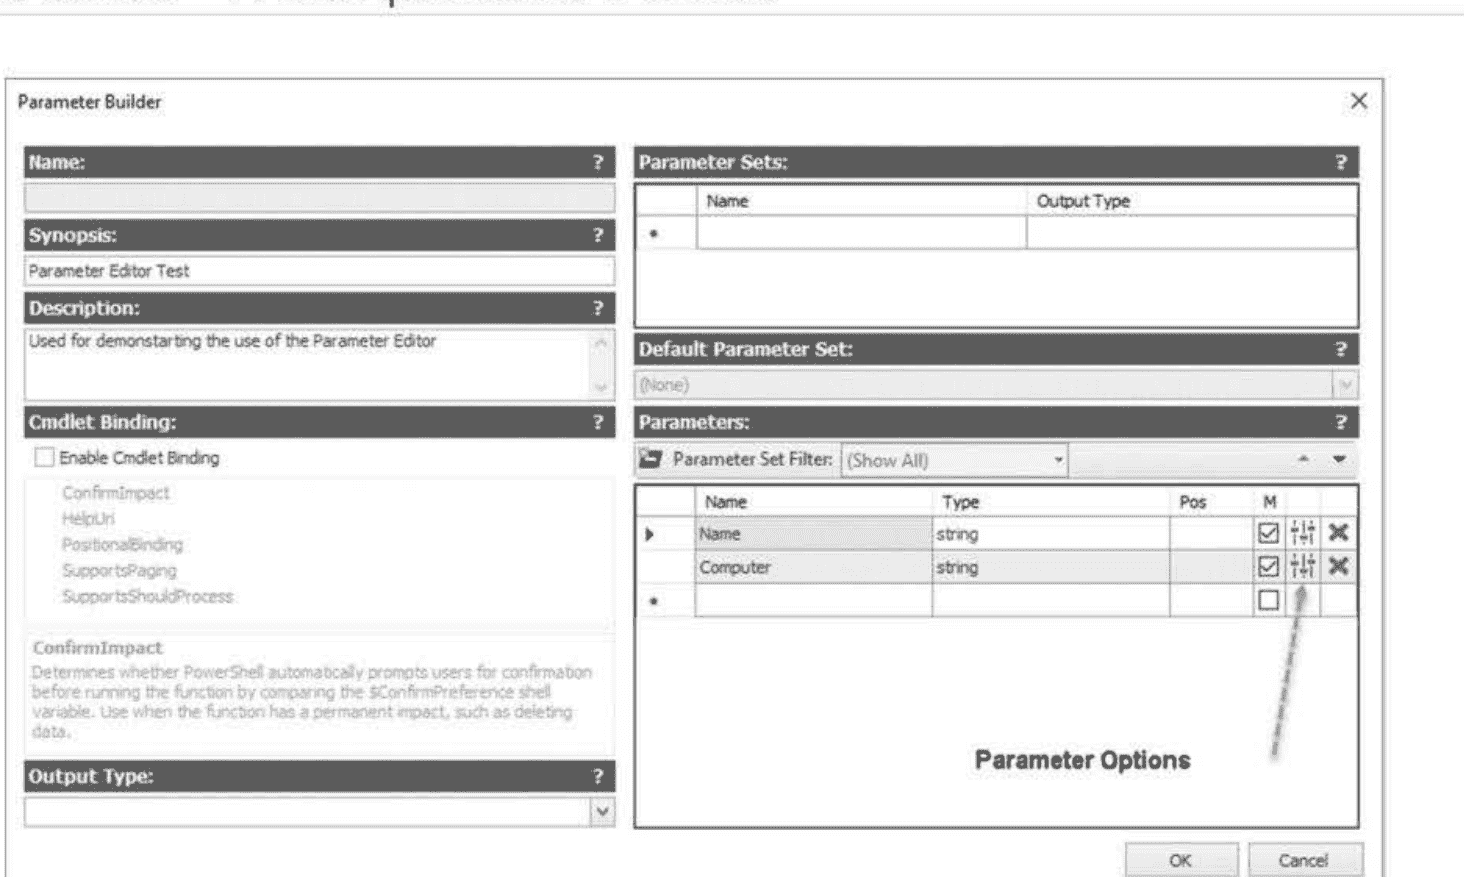 Parameter Builder
Name: ?
Synopsis: ?
Parameter Editor Test
Description: ?
Used for demonstarting the use of the Parameter Editor
Cmdlet Binding: ?
Enable Cmdlet Binding
ConfirmImpact
HelpUri
PositionalBinding
SupportsPaging
SupportsShouldProcess
ConfirmImpact
Determines whether PowerShell automatically prompts users for confirmation
before running the function by comparing the $ConfirmPreference shell
variable. Use when the function has a permanent impact, such as deleting
data.
Output Type: ?
Parameter Sets: ?
Name Output Type
Default Parameter Set: ?
(None)
Parameters: ?
Parameter Set Filter: (Show All)
Name Type Pos M
Name string
Computer string
Parameter Options
OK Cancel